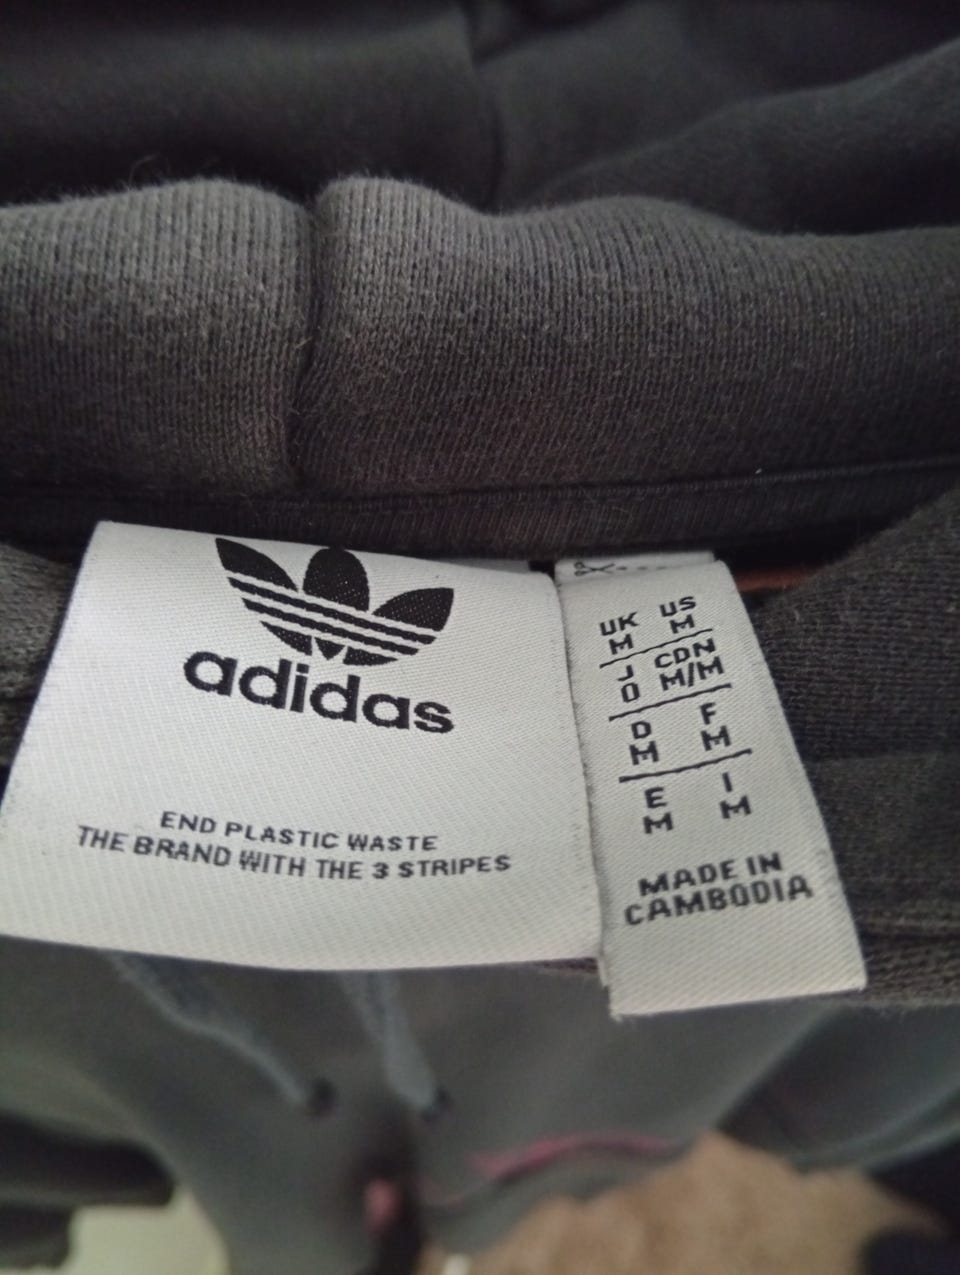 adidas
END PLASTIC WASTE
THE BRAND WITH THE 3 STRIPES
UK US
M M
J CDN
O M/M
D F
M M
E I
M M
MADE IN
CAMBODIA